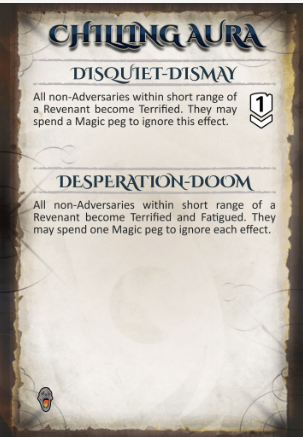 CHILLING AURA
DISQUIET-DISMAY
All non-Adversaries within short range of
a Revenant become Terrified. They may
spend a Magic peg to ignore this effect.
1
DESPERATION-DOOM
All non-Adversaries within short range of a
Revenant become Terrified and Fatigued. They
may spend one Magic peg to ignore each effect.